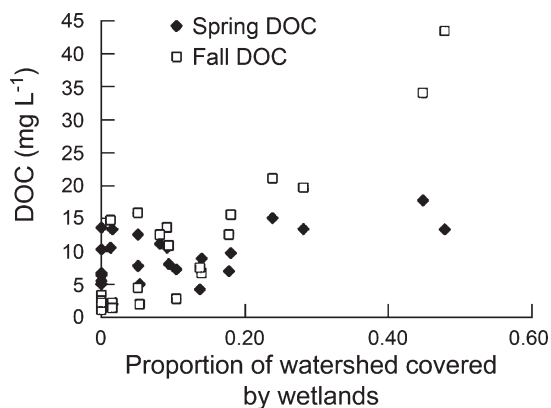 Spring DOC
Fall DOC
DOC (mg L⁻¹)
45
40
35
30
25
20
15
10
5
0
0 0.20 0.40 0.60
Proportion of watershed covered
by wetlands